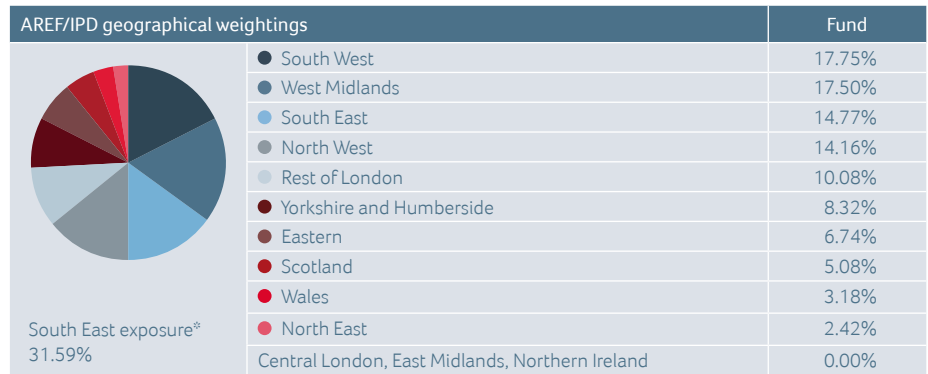 AREF/IPD geographical weightings Fund
South West 17.75%
West Midlands 17.50%
South East 14.77%
North West 14.16%
Rest of London 10.08%
Yorkshire and Humberside 8.32%
Eastern 6.74%
Scotland 5.08%
Wales 3.18%
North East 2.42%
Central London, East Midlands, Northern Ireland 0.00%
South East exposure*
31.59%